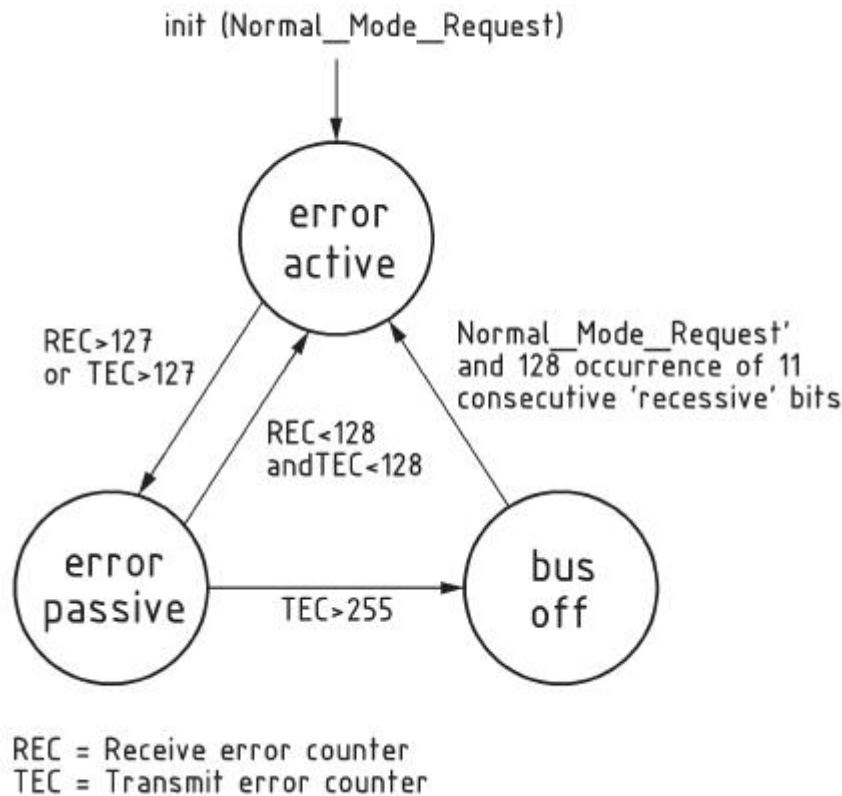 init (Normal_Mode_Request)
error
active
REC>127
or TEC>127
Normal_Mode_Request'
and 128 occurrence of 11
consecutive 'recessive' bits
REC<128
andTEC<128
error
passive
TEC>255
bus
off
REC = Receive error counter
TEC = Transmit error counter